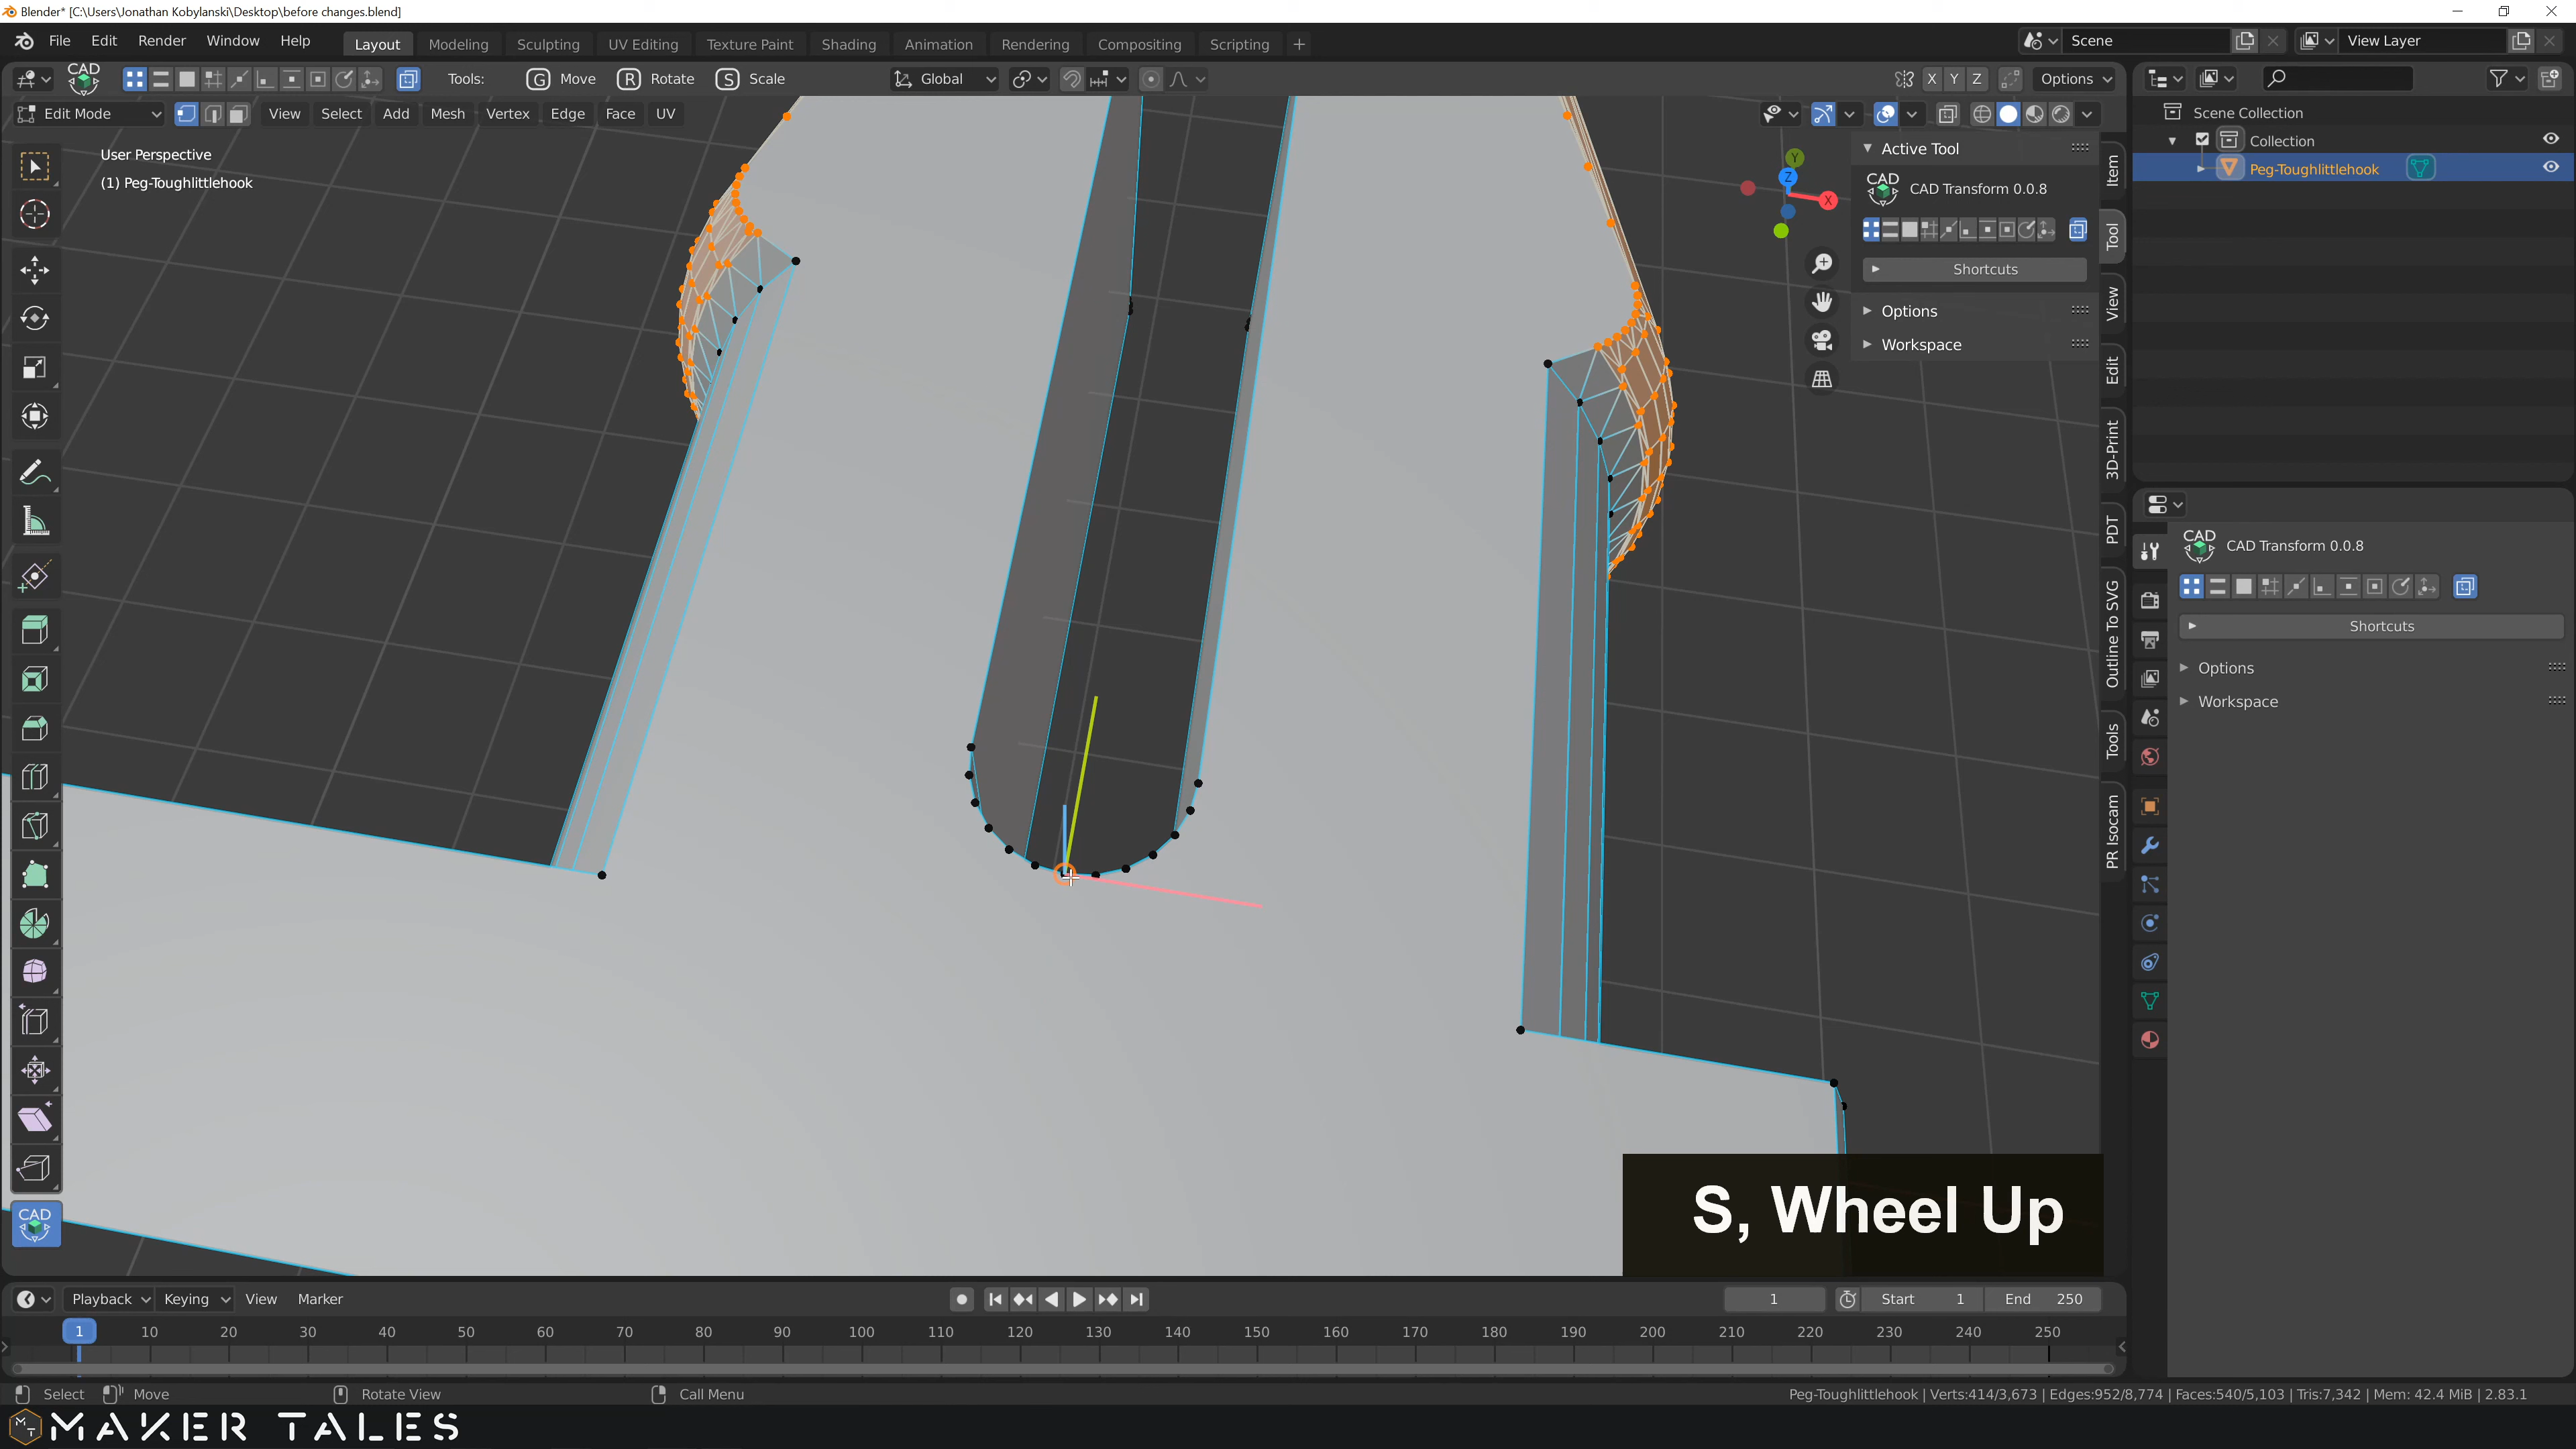 Blender* [C:\Users\Jonathan Kobylanski\Desktop\before changes.blend]
File Edit Render Window Help Layout Modeling Sculpting UV Editing Texture Paint Shading Animation Rendering Compositing Scripting + Scene View Layer
CAD Tools: G Move R Rotate S Scale Global X Y Z Options
Edit Mode View Select Add Mesh Vertex Edge Face UV
User Perspective
(1) Peg-Toughlittlehook
Y
Z
X
Active Tool
CAD
CAD Transform 0.0.8
Shortcuts
Options
Workspace
Item
Tool
View
Edit
3D-Print
PDT
Outline To SVG
Tools
PR Isocam
Scene Collection
Collection
Peg-Toughlittlehook
CAD
CAD Transform 0.0.8
Shortcuts
Options
Workspace
CAD
S, Wheel Up
Playback Keying View Marker 1 Start 1 End 250
1 10 20 30 40 50 60 70 80 90 100 110 120 130 140 150 160 170 180 190 200 210 220 230 240 250
Select Move Rotate View Call Menu Peg-Toughlittlehook | Verts:414/3,673 | Edges:952/8,774 | Faces:540/5,103 | Tris:7,342 | Mem: 42.4 MiB | 2.83.1
MT MAKER TALES